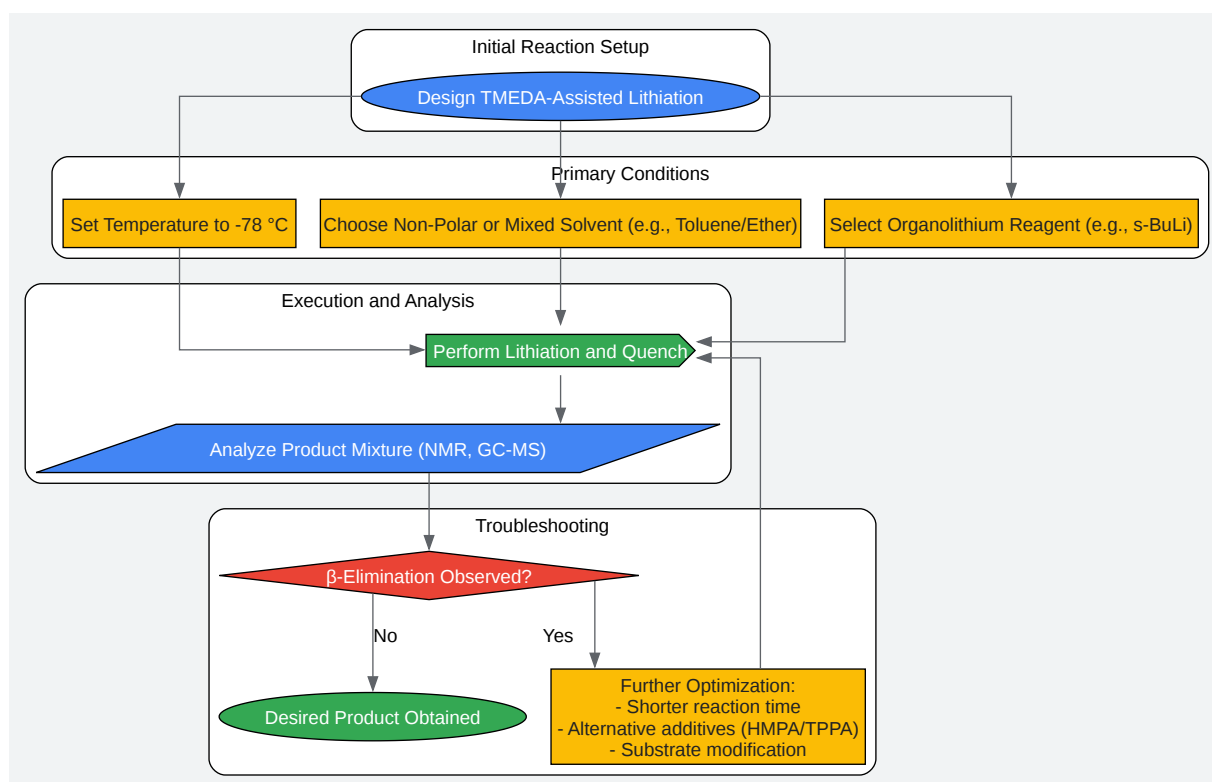 Initial Reaction Setup
Design TMEDA-Assisted Lithiation
Primary Conditions
Set Temperature to -78 °C
Choose Non-Polar or Mixed Solvent (e.g., Toluene/Ether)
Select Organolithium Reagent (e.g., s-BuLi)
Execution and Analysis
Perform Lithiation and Quench
Analyze Product Mixture (NMR, GC-MS)
Troubleshooting
β-Elimination Observed?
No
Yes
Desired Product Obtained
Further Optimization:
- Shorter reaction time
- Alternative additives (HMPA/TPPA)
- Substrate modification